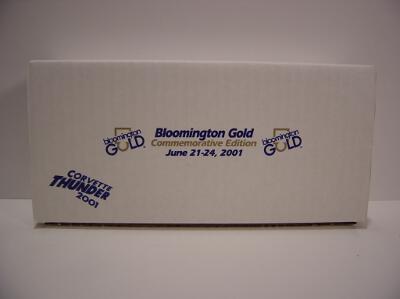 bloomington
GOLD
Bloomington Gold
Commemorative Edition
June 21-24, 2001
bloomington
GOLD
CORVETTE
THUNDER
2001